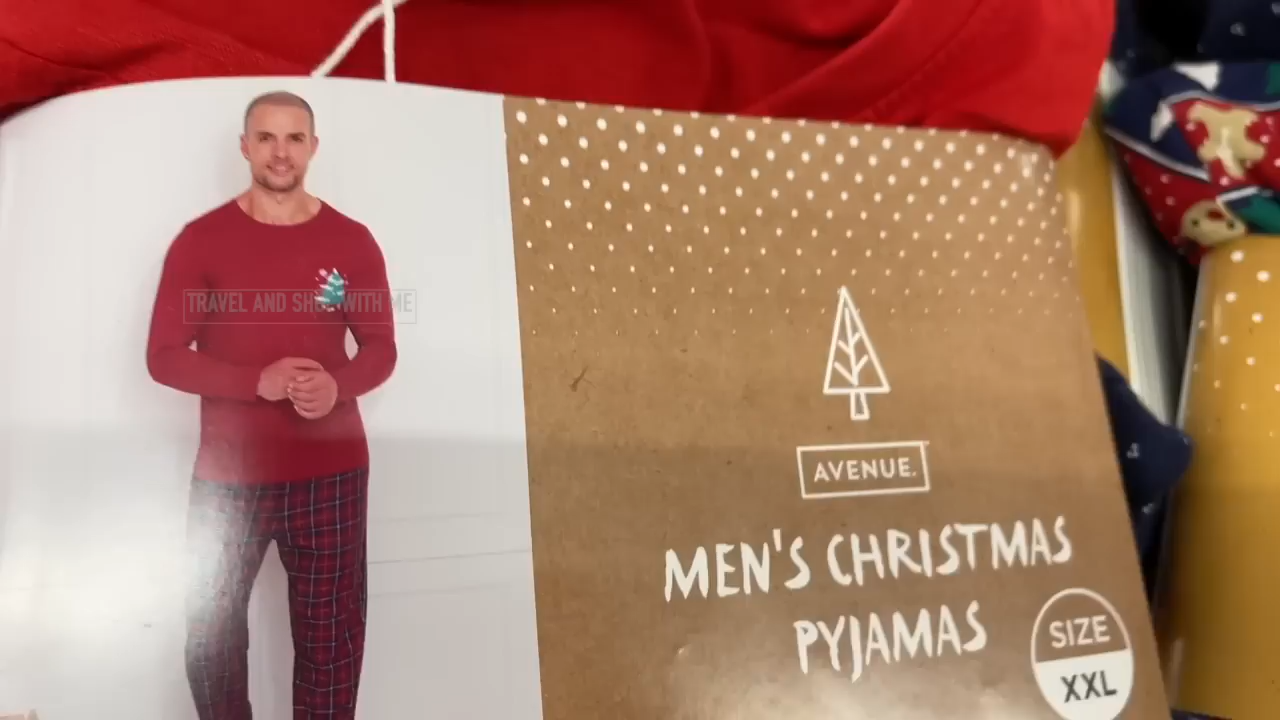 TRAVEL AND SHOP WITH ME
AVENUE.
MEN'S CHRISTMAS
PYJAMAS
SIZE
XXL